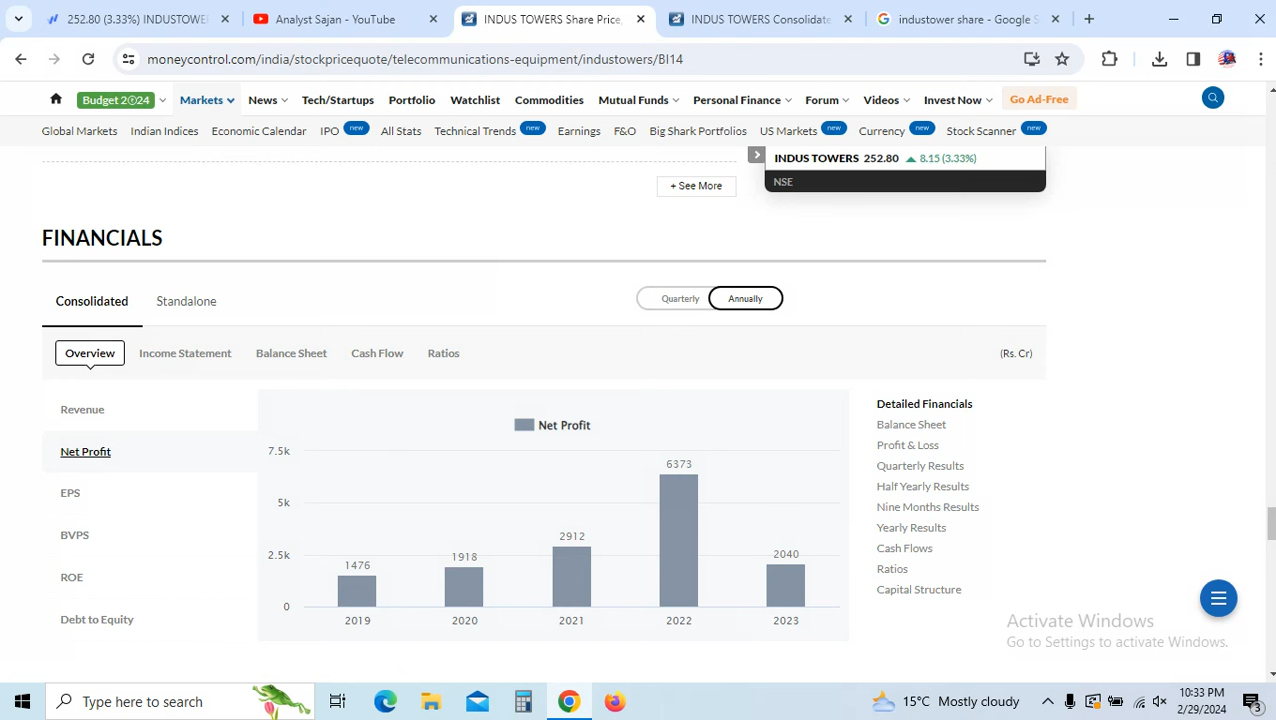 252.80 (3.33%) INDUSTOWE
Analyst Sajan - YouTube
INDUS TOWERS Share Price,
INDUS TOWERS Consolidate
industower share - Google S
moneycontrol.com/india/stockpricequote/telecommunications-equipment/industowers/BI14
Budget 2024 Markets News Tech/Startups Portfolio Watchlist Commodities Mutual Funds Personal Finance Forum Videos Invest Now Go Ad-Free
Global Markets Indian Indices Economic Calendar IPO new All Stats Technical Trends new Earnings F&O Big Shark Portfolios US Markets new Currency new Stock Scanner new
INDUS TOWERS 252.80 8.15 (3.33%)
NSE
+ See More
FINANCIALS
Consolidated Standalone
Quarterly Annually
Overview Income Statement Balance Sheet Cash Flow Ratios (Rs. Cr)
Revenue
Net Profit
EPS
BVPS
ROE
Debt to Equity
Net Profit
7.5k
5k
2.5k
0
1476
1918
2912
6373
2040
2019 2020 2021 2022 2023
Detailed Financials
Balance Sheet
Profit & Loss
Quarterly Results
Half Yearly Results
Nine Months Results
Yearly Results
Cash Flows
Ratios
Capital Structure
Activate Windows
Go to Settings to activate Windows.
Type here to search
15°C Mostly cloudy
10:33 PM
2/29/2024
3